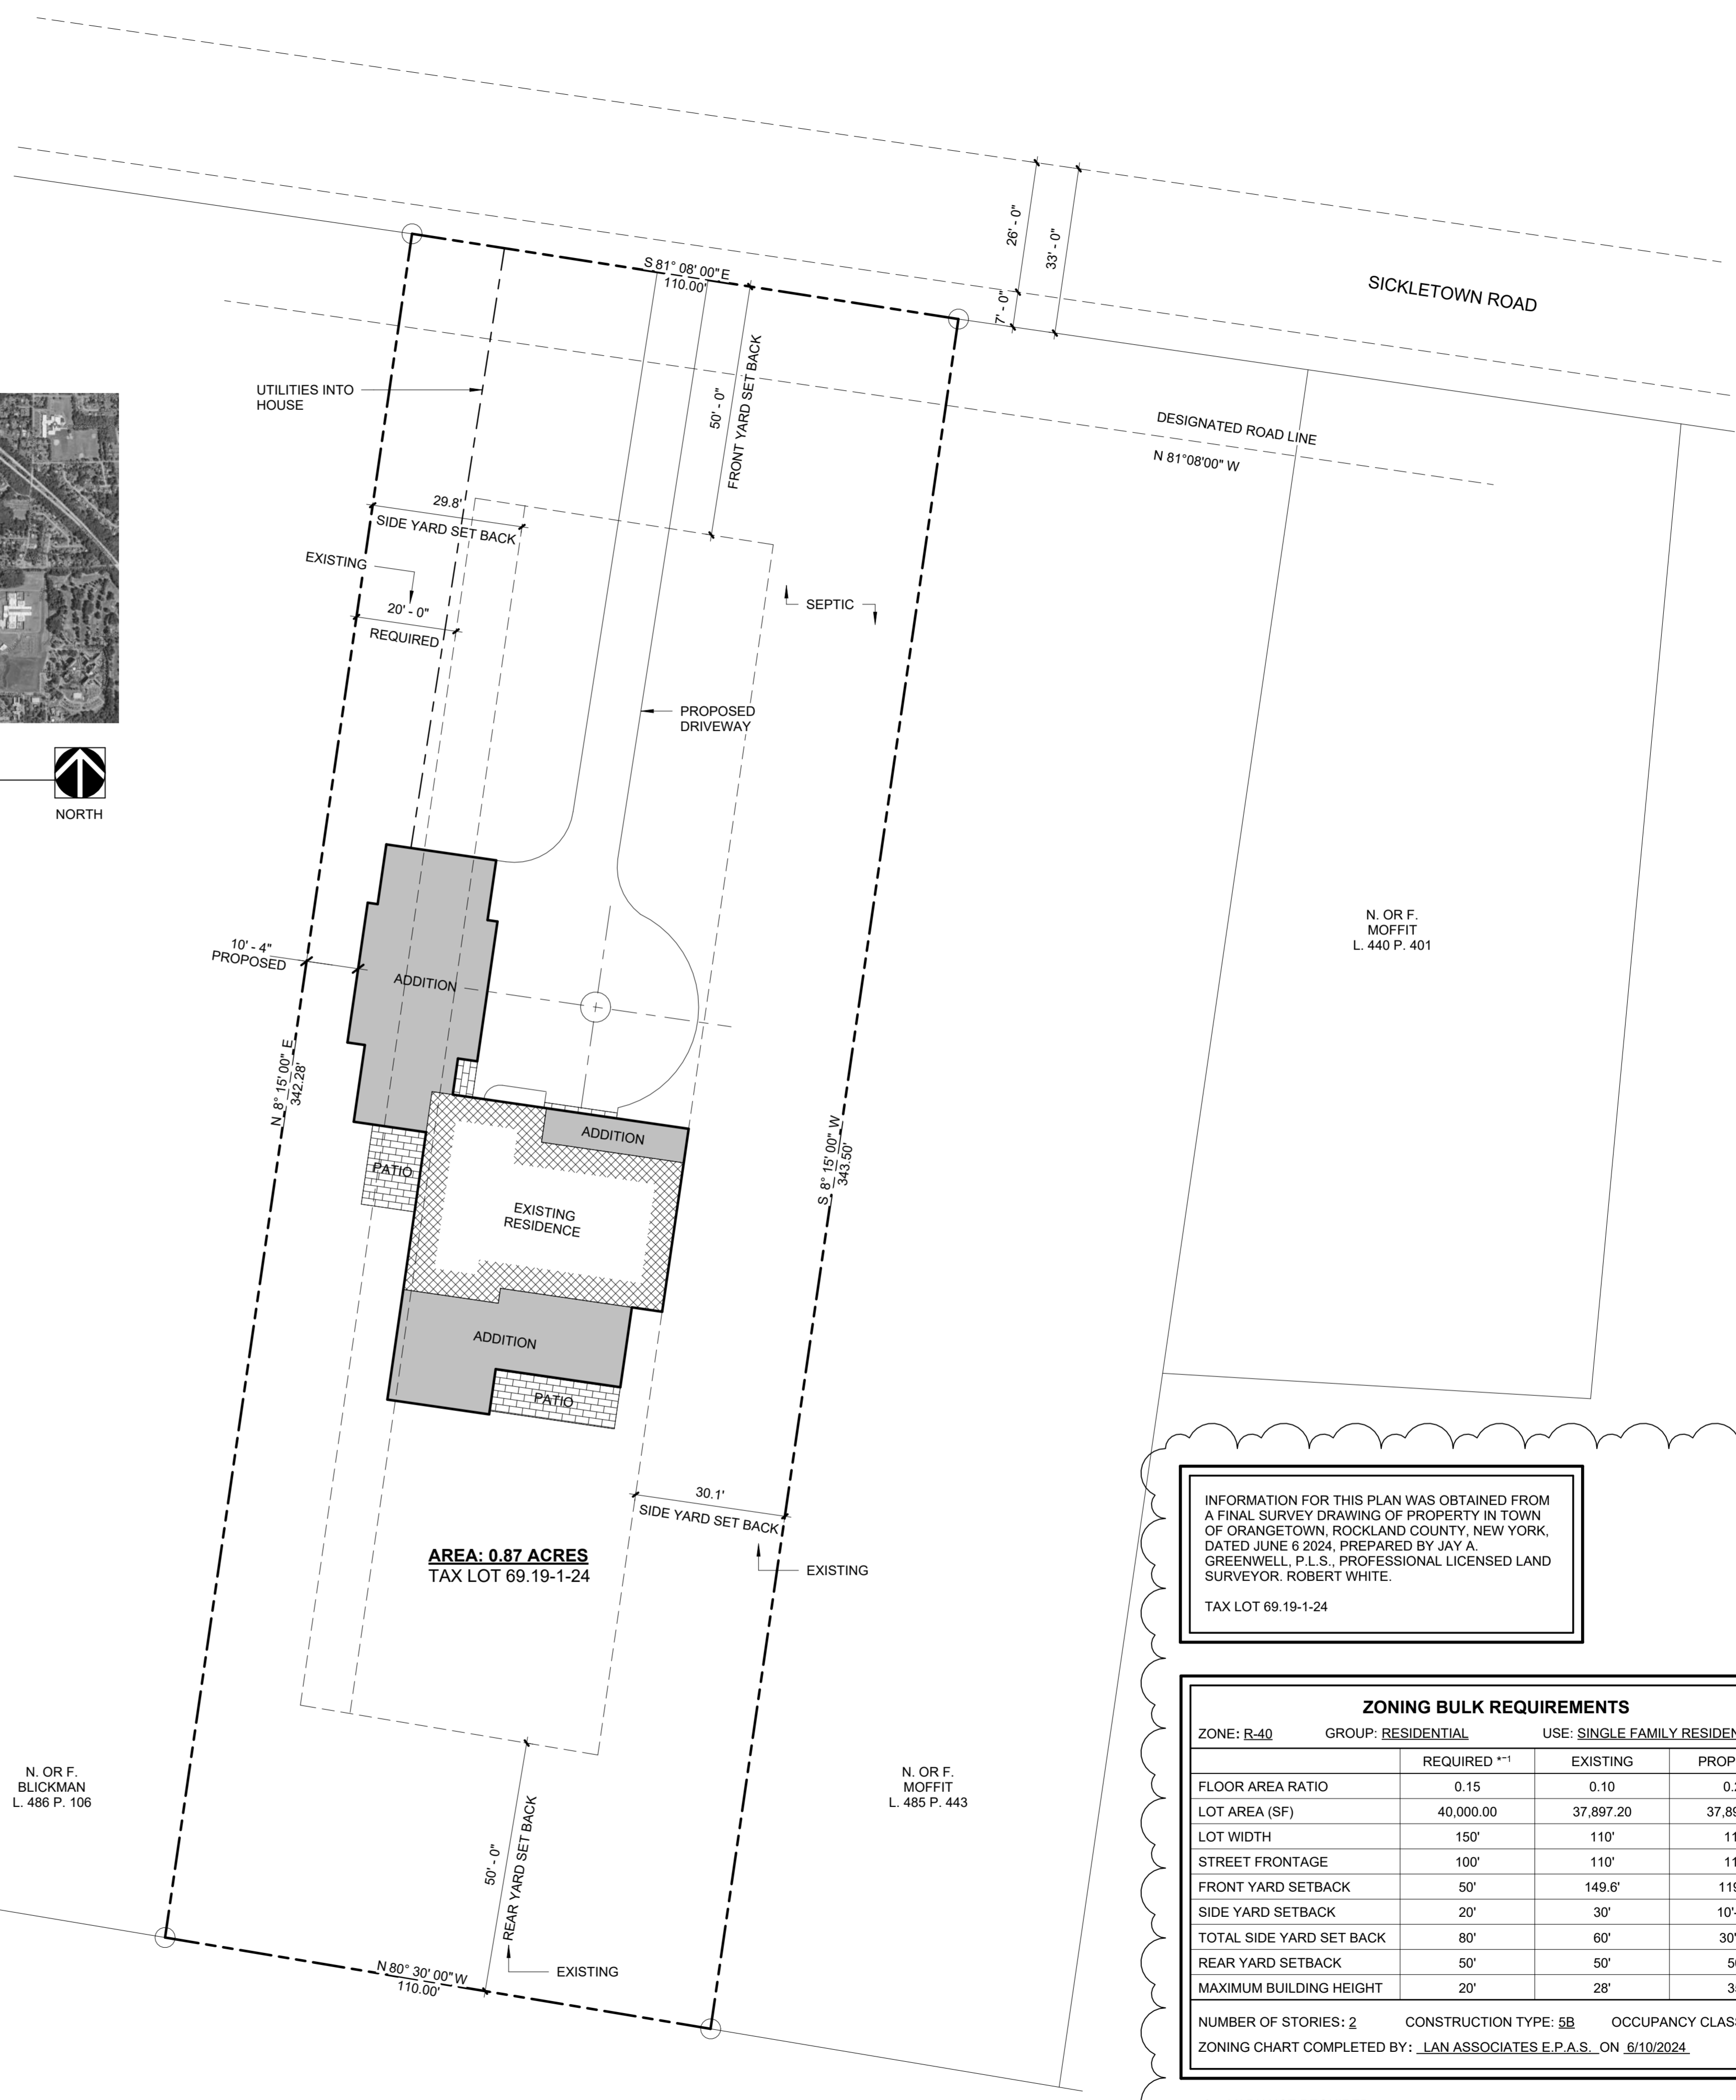 26' - 0"
33' - 0"
7' - 0"
SICKLETOWN ROAD
S 81° 08' 00" E
110.00'
UTILITIES INTO
HOUSE
50' - 0"
FRONT YARD SET BACK
DESIGNATED ROAD LINE
N 81°08'00" W
29.8'
SIDE YARD SET BACK
EXISTING
20' - 0"
REQUIRED
SEPTIC
PROPOSED
DRIVEWAY
NORTH
N. OR F.
MOFFIT
L. 440 P. 401
10' - 4"
PROPOSED
ADDITION
N 8° 15' 00" E
342.28'
ADDITION
PATIO
S 8° 15' 00" W
343.50'
EXISTING
RESIDENCE
ADDITION
PATIO
30.1'
SIDE YARD SET BACK
EXISTING
AREA: 0.87 ACRES
TAX LOT 69.19-1-24
INFORMATION FOR THIS PLAN WAS OBTAINED FROM
A FINAL SURVEY DRAWING OF PROPERTY IN TOWN
OF ORANGETOWN, ROCKLAND COUNTY, NEW YORK,
DATED JUNE 6 2024, PREPARED BY JAY A.
GREENWELL, P.L.S., PROFESSIONAL LICENSED LAND
SURVEYOR. ROBERT WHITE.
TAX LOT 69.19-1-24
N. OR F.
BLICKMAN
L. 486 P. 106
N. OR F.
MOFFIT
L. 485 P. 443
50' - 0"
REAR YARD SET BACK
EXISTING
N 80° 30' 00" W
110.00'
ZONING BULK REQUIREMENTS
ZONE: R-40 GROUP: RESIDENTIAL USE: SINGLE FAMILY
REQUIRED *⁻¹ EXISTING
FLOOR AREA RATIO 0.15 0.10
LOT AREA (SF) 40,000.00 37,897.20
LOT WIDTH 150' 110'
STREET FRONTAGE 100' 110'
FRONT YARD SETBACK 50' 149.6'
SIDE YARD SETBACK 20' 30'
TOTAL SIDE YARD SET BACK 80' 60'
REAR YARD SETBACK 50' 50'
MAXIMUM BUILDING HEIGHT 20' 28'
NUMBER OF STORIES: 2 CONSTRUCTION TYPE: 5B OCCUPANCY
ZONING CHART COMPLETED BY: LAN ASSOCIATES E.P.A.S. ON 6/10/2024